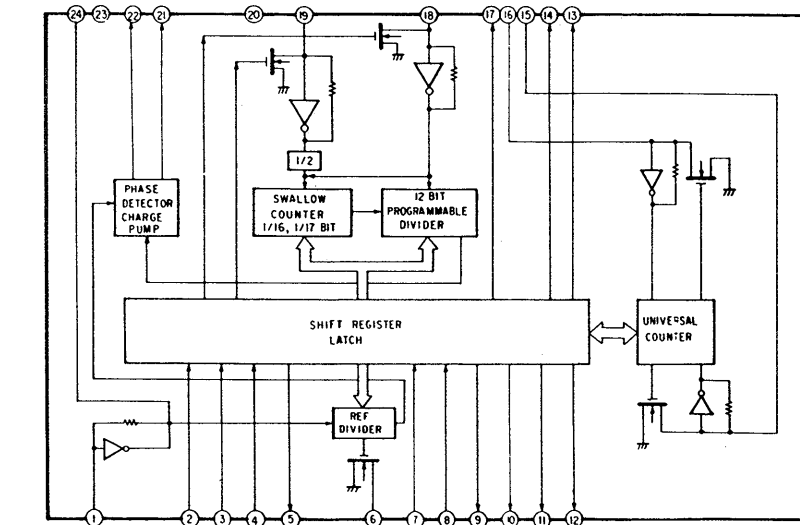 24 23 22 21 20 19 18 17 16 15 14 13
1/2
PHASE
DETECTOR
CHARGE
PUMP
SWALLOW
COUNTER
1/16, 1/17 BIT
12 BIT
PROGRAMMABLE
DIVIDER
SHIFT REGISTER
LATCH
UNIVERSAL
COUNTER
REF
DIVIDER
1 2 3 4 5 6 7 8 9 10 11 12